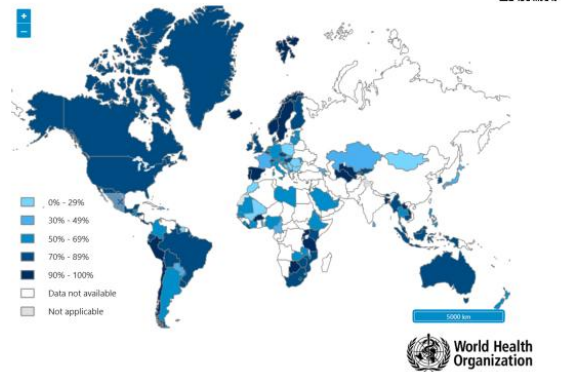 +
−
0% - 29%
30% - 49%
50% - 69%
70% - 89%
90% - 100%
Data not available
Not applicable
5000 km
World Health
Organization